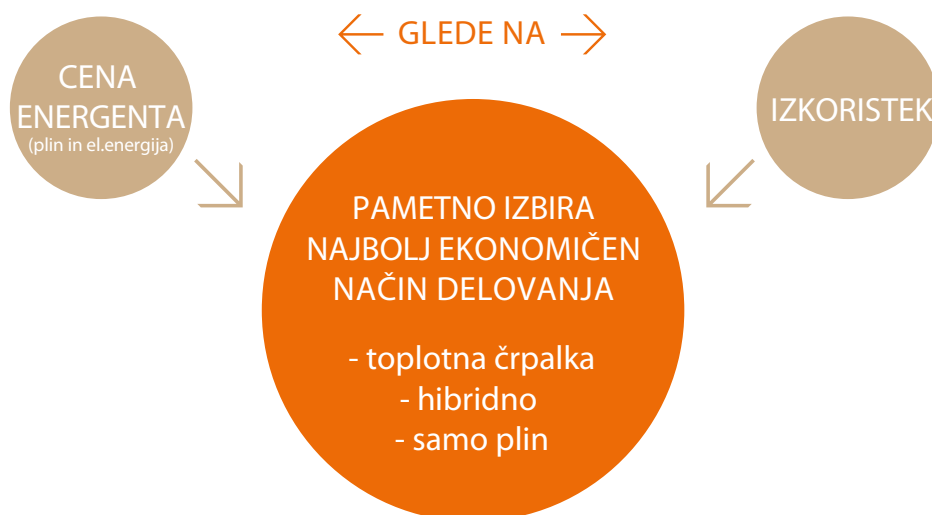 GLEDE NA
CENA
ENERGENTA
(plin in el.energija)
IZKORISTEK
PAMETNO IZBIRA
NAJBOLJ EKONOMIČEN
NAČIN DELOVANJA
- toplotna črpalka
- hibridno
- samo plin